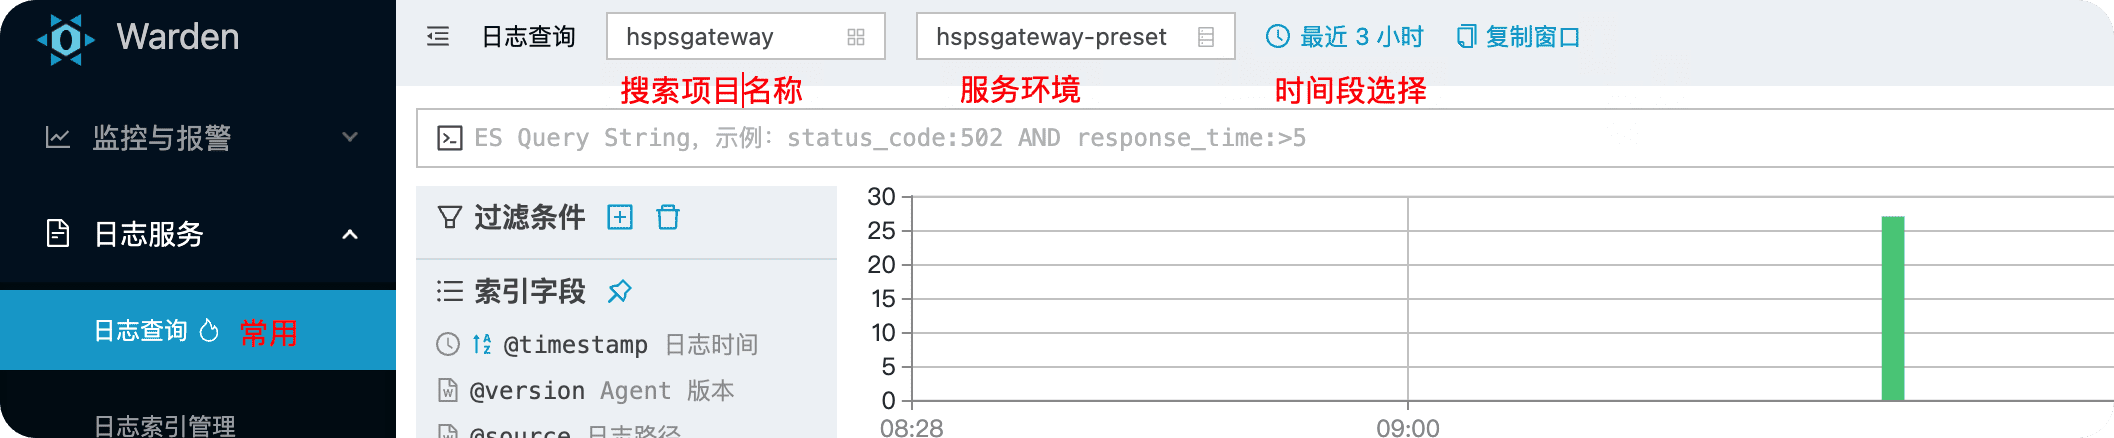 Warden
日志查询 hspsgateway hspsgateway-preset 最近 3 小时 复制窗口
搜索项目名称 服务环境 时间段选择
监控与报警
ES Query String, 示例: status_code:502 AND response_time:>5
日志服务
过滤条件
索引字段
日志查询 常用
@timestamp 日志时间
@version Agent 版本
日志索引管理
@source 日志路径
30
25
20
15
10
5
0
08:28 09:00